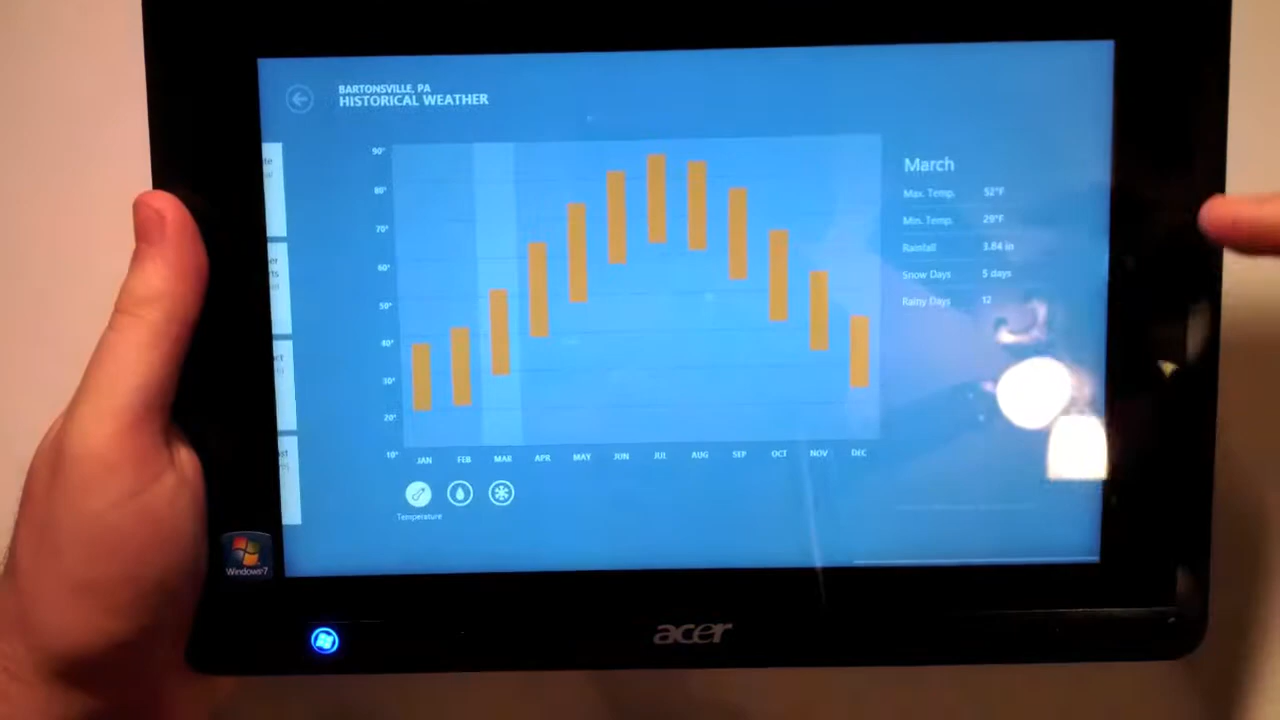 BARTONSVILLE, PA
HISTORICAL WEATHER
90°
80°
70°
60°
50°
40°
30°
20°
10°
JAN FEB MAR APR MAY JUN JUL AUG SEP OCT NOV DEC
Temperature
March
Max. Temp. 52°F
Min. Temp. 29°F
Rainfall 3.84 in
Snow Days 5 days
Rainy Days 12
Windows 7
acer